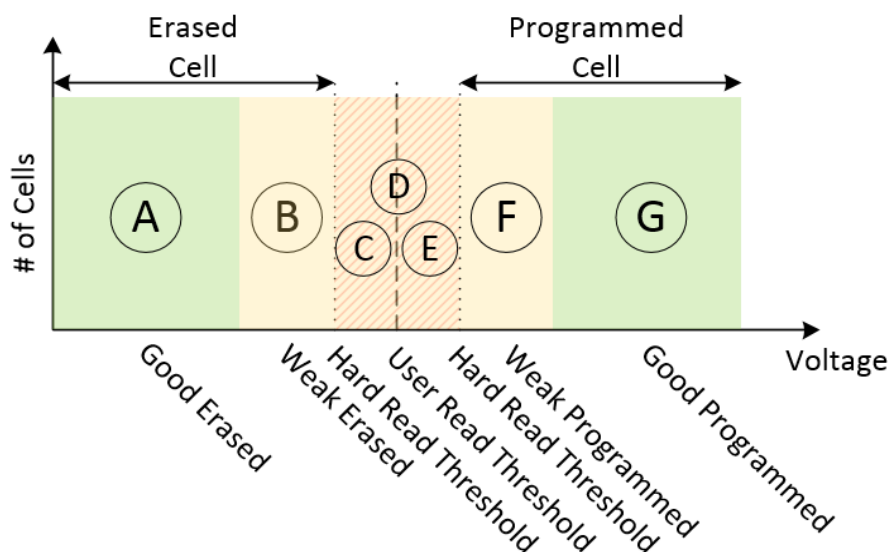 Erased
Cell
Programmed
Cell
# of Cells
A
B
C
D
E
F
G
Voltage
Good Erased
Weak Erased
Hard Read Threshold
User Read Threshold
Hard Read Threshold
Weak Programmed
Good Programmed